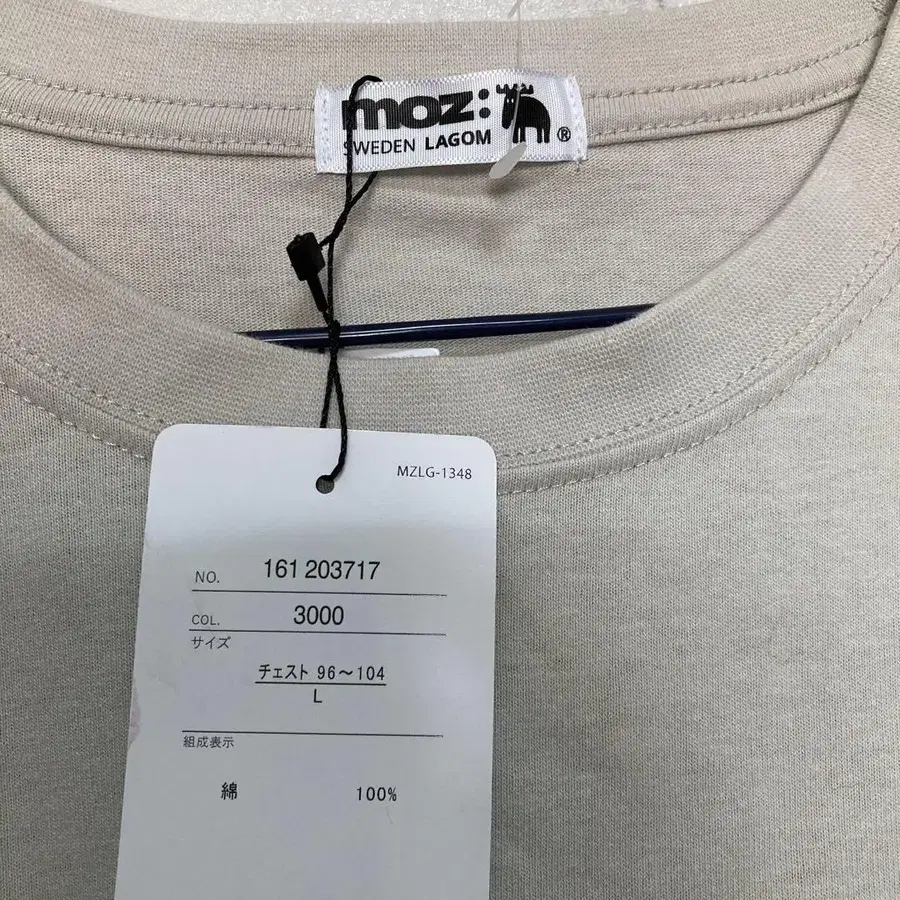 moz:
SWEDEN LAGOM ®
MZLG-1348
NO. 161 203717
COL. 3000
サイズ
チェスト 96～104
L
組成表示
綿 100%